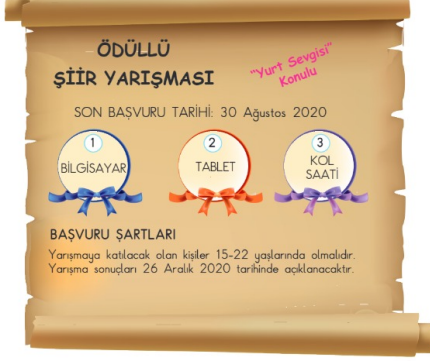 ÖDÜLLÜ
ŞİİR YARIŞMASI
"Yurt Sevgisi"
Konulu
SON BAŞVURU TARİHİ: 30 Ağustos 2020
1
BİLGİSAYAR
2
TABLET
3
KOL
SAATİ
BAŞVURU ŞARTLARI
Yarışmaya katılacak olan kişiler 15-22 yaşlarında olmalıdır.
Yarışma sonuçları 26 Aralık 2020 tarihinde açıklanacaktır.